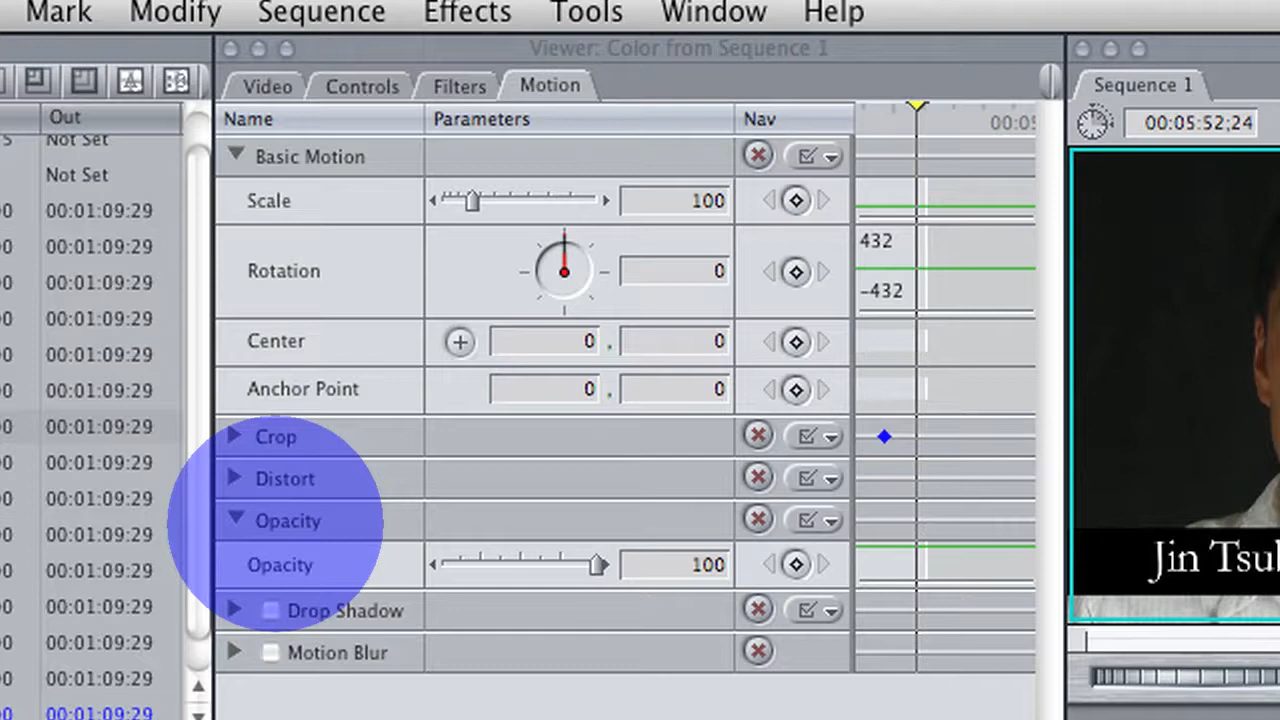 Mark Modify Sequence Effects Tools Window Help
Viewer: Color from Sequence 1
Video Controls Filters Motion
Sequence 1
Out
Name Parameters Nav
00:05:52;24
Not Set
Basic Motion
Not Set
Scale 100
00:01:09:29
432
00:01:09:29
Rotation 0
00:01:09:29
-432
00:01:09:29
Center 0 . 0
00:01:09:29
Anchor Point 0 . 0
00:01:09:29
Crop
00:01:09:29
Distort
00:01:09:29
Opacity
00:01:09:29
Opacity 100
00:01:09:29
Drop Shadow
00:01:09:29
Motion Blur
00:01:09:29
00:01:09:29
00:01:09:29
00:01:09:29
Jin